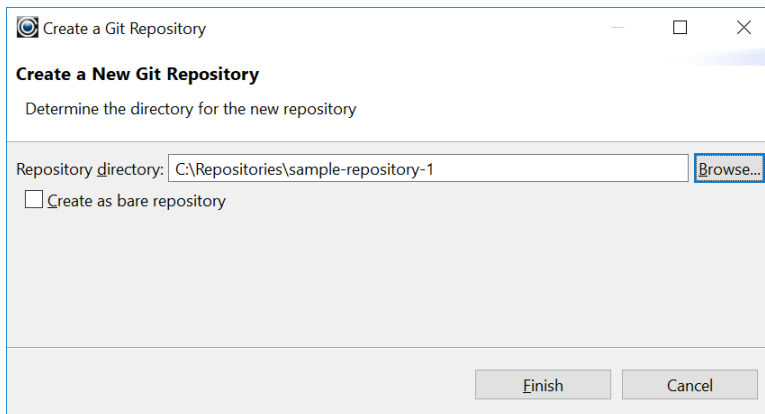 Create a Git Repository
Create a New Git Repository
Determine the directory for the new repository
Repository directory: C:\Repositories\sample-repository-1 Browse...
Create as bare repository
Finish Cancel